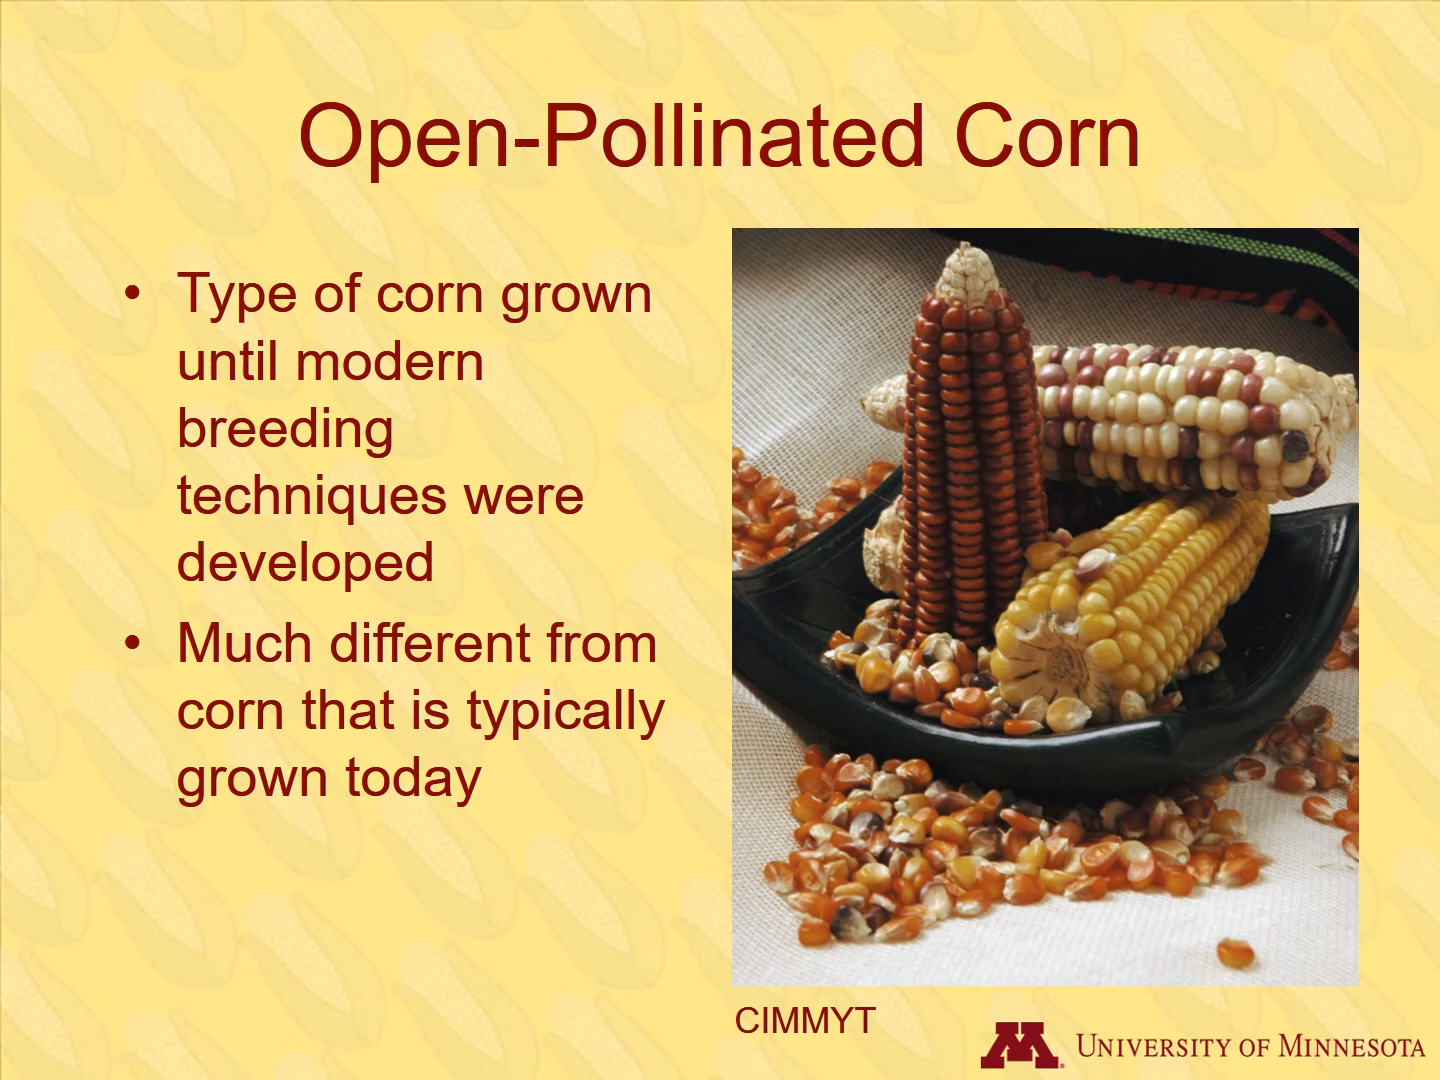 Open-Pollinated Corn
• Type of corn grown
until modern
breeding
techniques were
developed
• Much different from
corn that is typically
grown today
CIMMYT
M
UNIVERSITY OF MINNESOTA